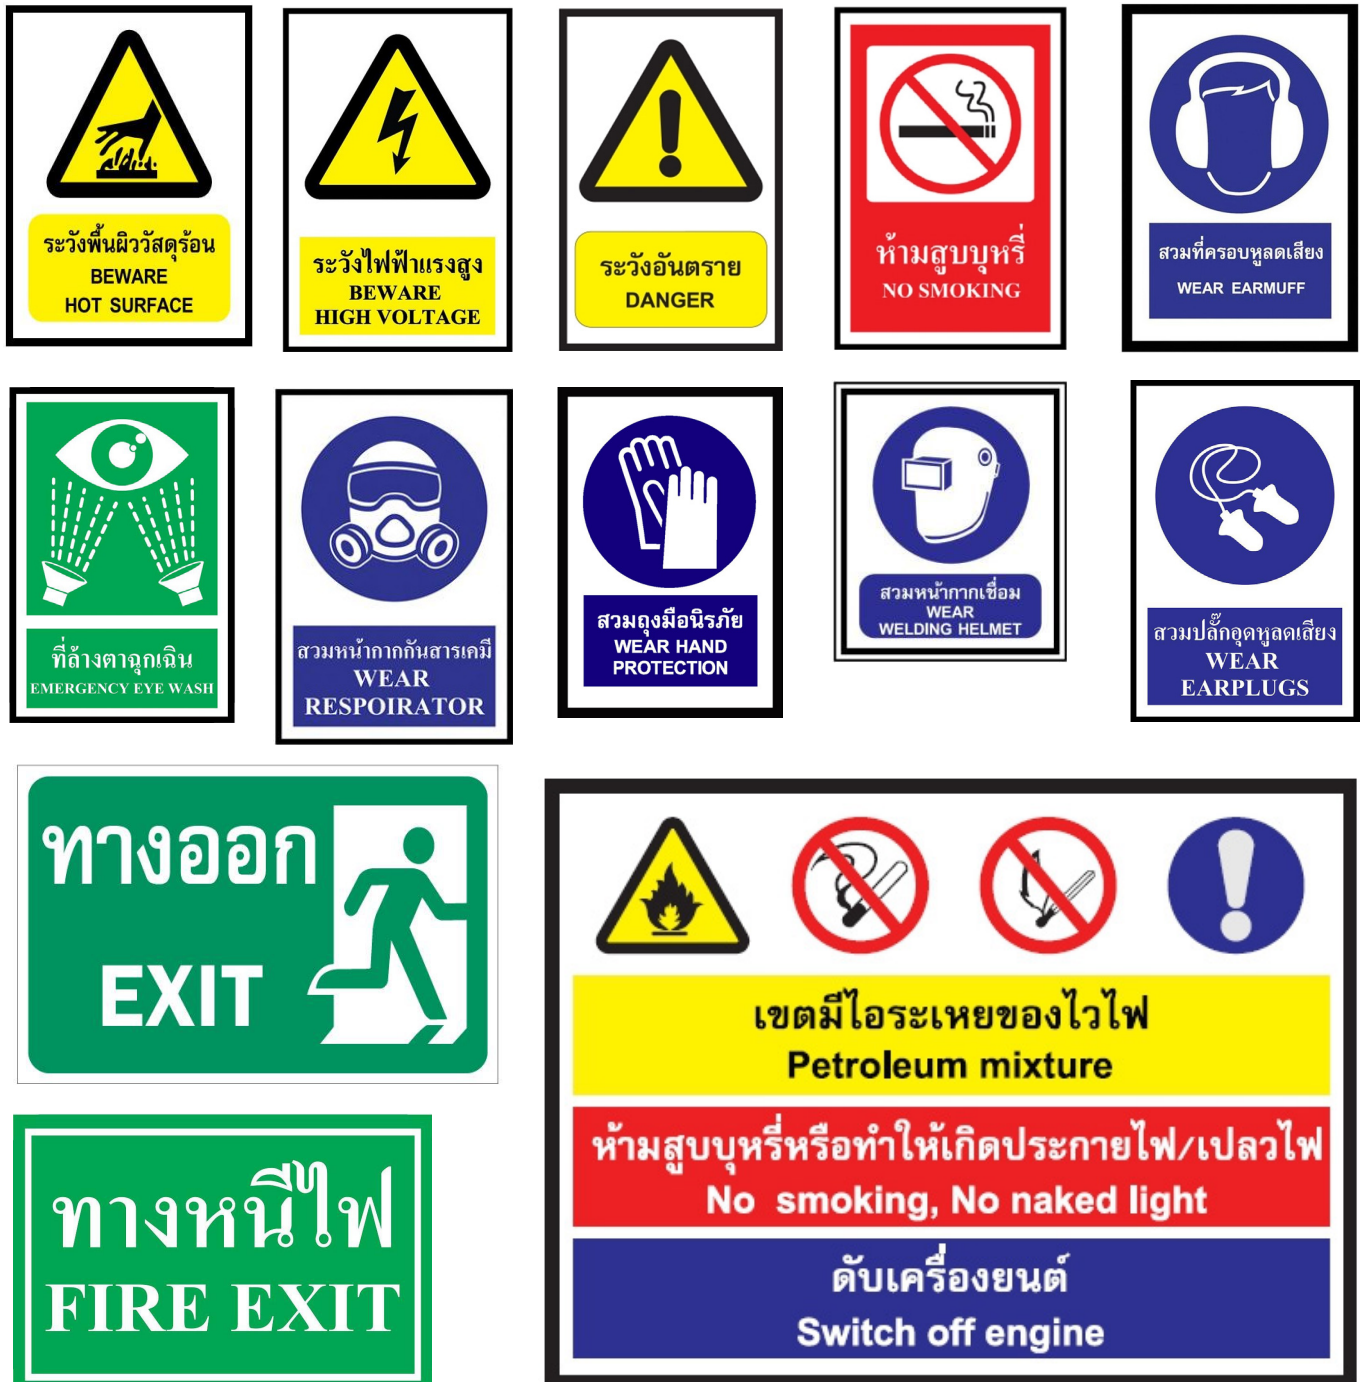 ระวังพื้นผิววัสดุร้อน
BEWARE
HOT SURFACE
ระวังไฟฟ้าแรงสูง
BEWARE
HIGH VOLTAGE
ระวังอันตราย
DANGER
ห้ามสูบบุหรี่
NO SMOKING
สวมที่ครอบหูลดเสียง
WEAR EARMUFF
ที่ล้างตาฉุกเฉิน
EMERGENCY EYE WASH
สวมหน้ากากกันสารเคมี
WEAR
RESPOIRATOR
สวมถุงมือนิรภัย
WEAR HAND
PROTECTION
สวมหน้ากากเชื่อม
WEAR
WELDING HELMET
สวมปลั๊กอุดหูลดเสียง
WEAR
EARPLUGS
ทางออก
EXIT
ทางหนีไฟ
FIRE EXIT
เขตมีไอระเหยของไวไฟ
Petroleum mixture
ห้ามสูบบุหรี่หรือทำให้เกิดประกายไฟ/เปลวไฟ
No smoking, No naked light
ดับเครื่องยนต์
Switch off engine